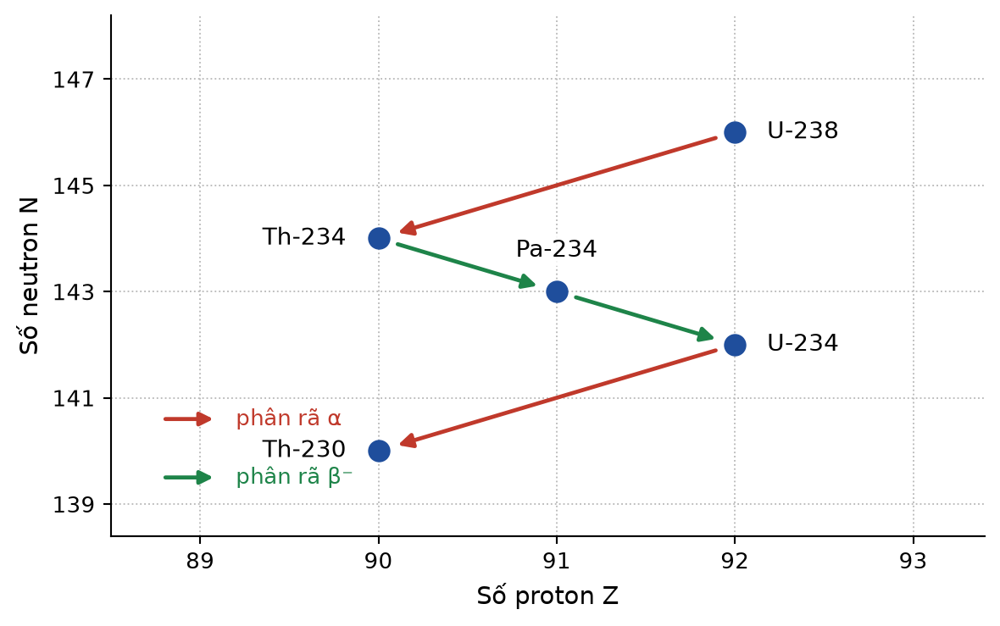 147
145
143
141
139
Số neutron N
U-238
Th-234
Pa-234
U-234
phân rã α
Th-230
phân rã β⁻
89 90 91 92 93
Số proton Z